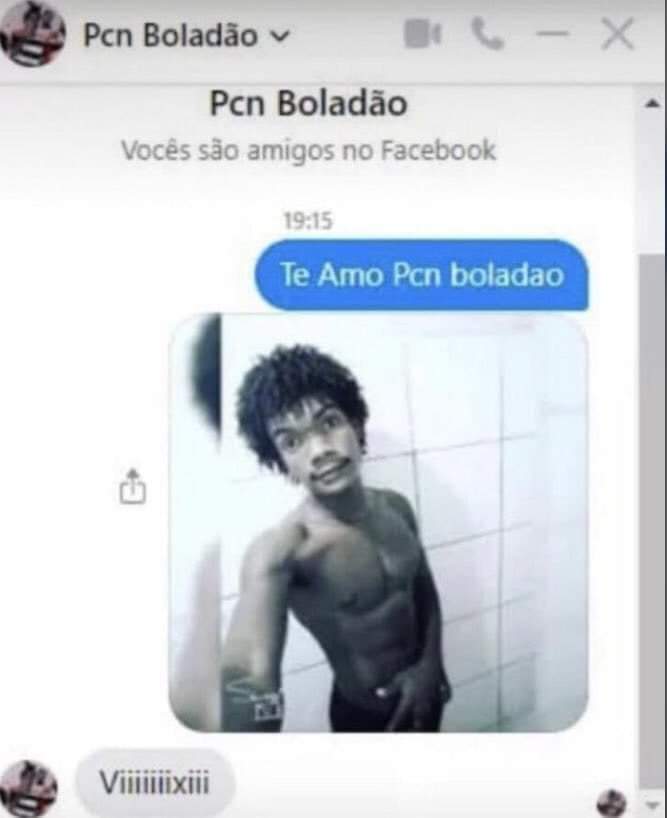 Pcn Boladão
Pcn Boladão
Vocês são amigos no Facebook
19:15
Te Amo Pcn boladao
Viiiiiiixiii